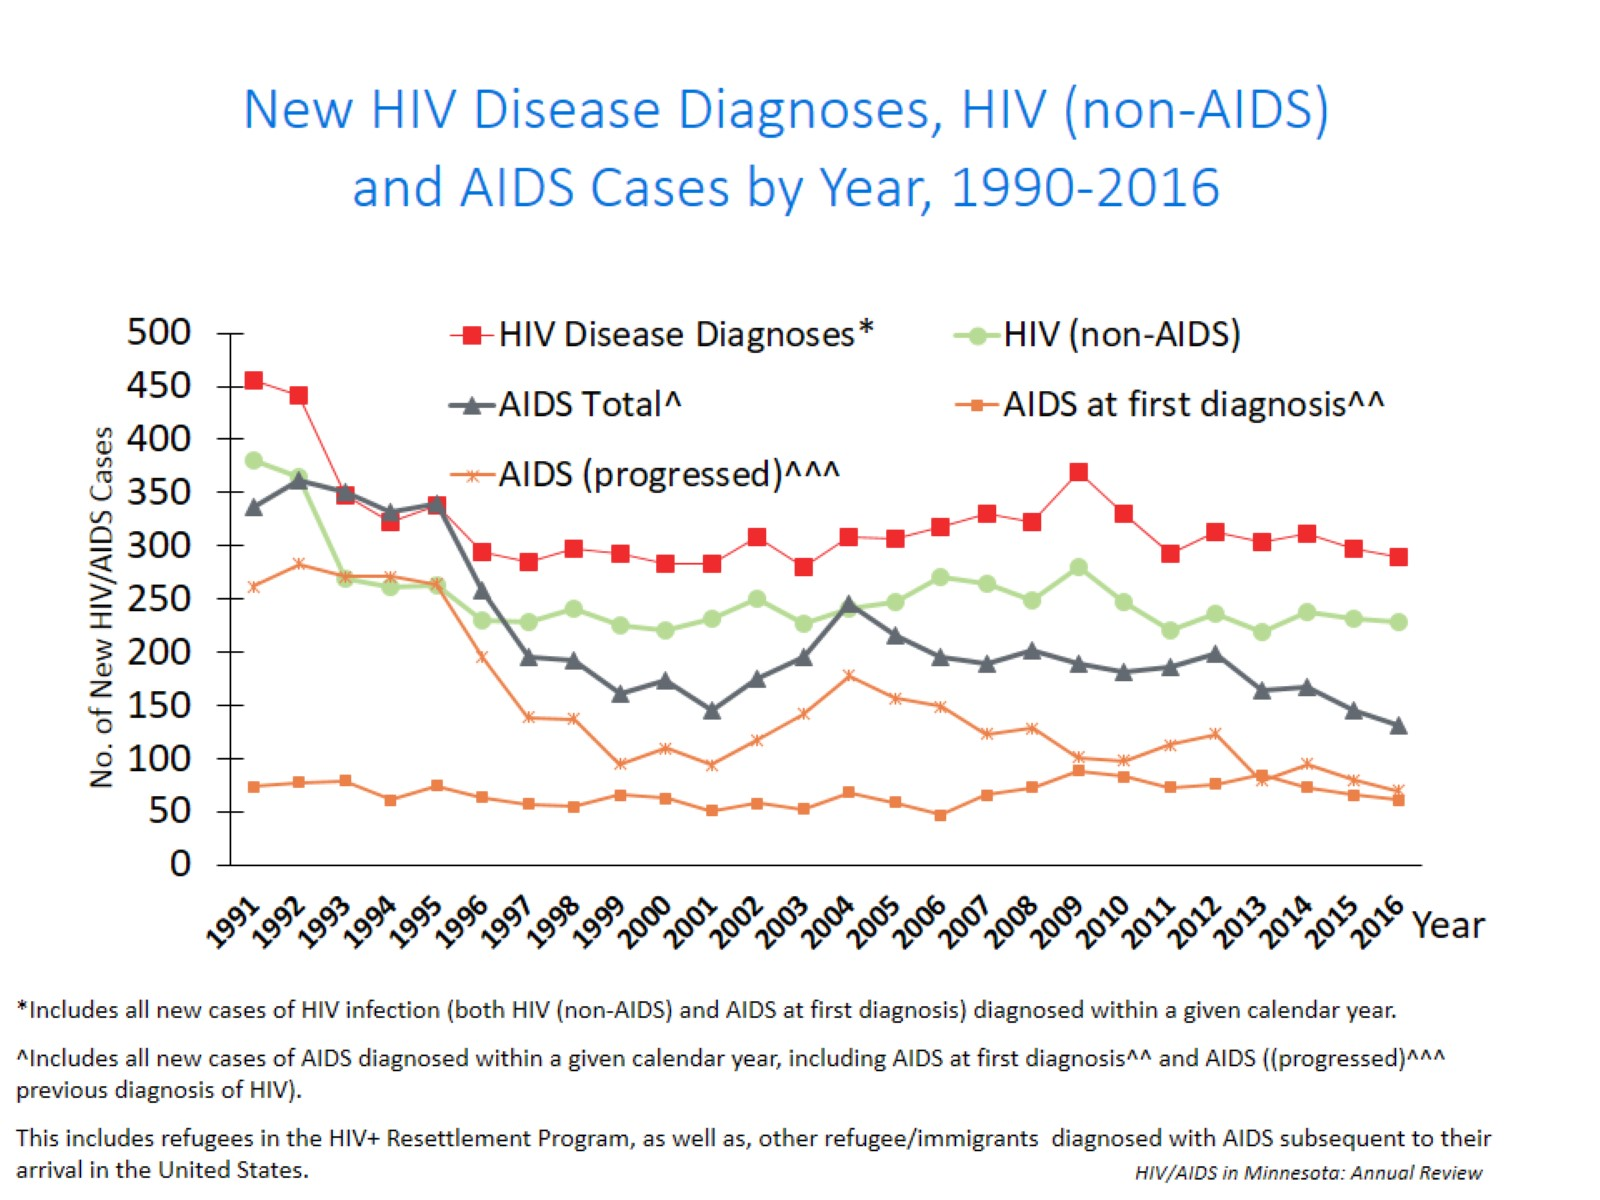 New HIV Disease Diagnoses, HIV (non-AIDS)
and AIDS Cases by Year, 1990-2016
HIV Disease Diagnoses*
HIV (non-AIDS)
AIDS Total^
AIDS at first diagnosis^^
AIDS (progressed)^^^
No. of New HIV/AIDS Cases
500
450
400
350
300
250
200
150
100
50
0
1991
1992
1993
1994
1995
1996
1997
1998
1999
2000
2001
2002
2003
2004
2005
2006
2007
2008
2009
2010
2011
2012
2013
2014
2015
2016
Year
*Includes all new cases of HIV infection (both HIV (non-AIDS) and AIDS at first diagnosis) diagnosed within a given calendar year.
^Includes all new cases of AIDS diagnosed within a given calendar year, including AIDS at first diagnosis^^ and AIDS ((progressed)^^^
previous diagnosis of HIV).
This includes refugees in the HIV+ Resettlement Program, as well as, other refugee/immigrants diagnosed with AIDS subsequent to their
arrival in the United States.
HIV/AIDS in Minnesota: Annual Review